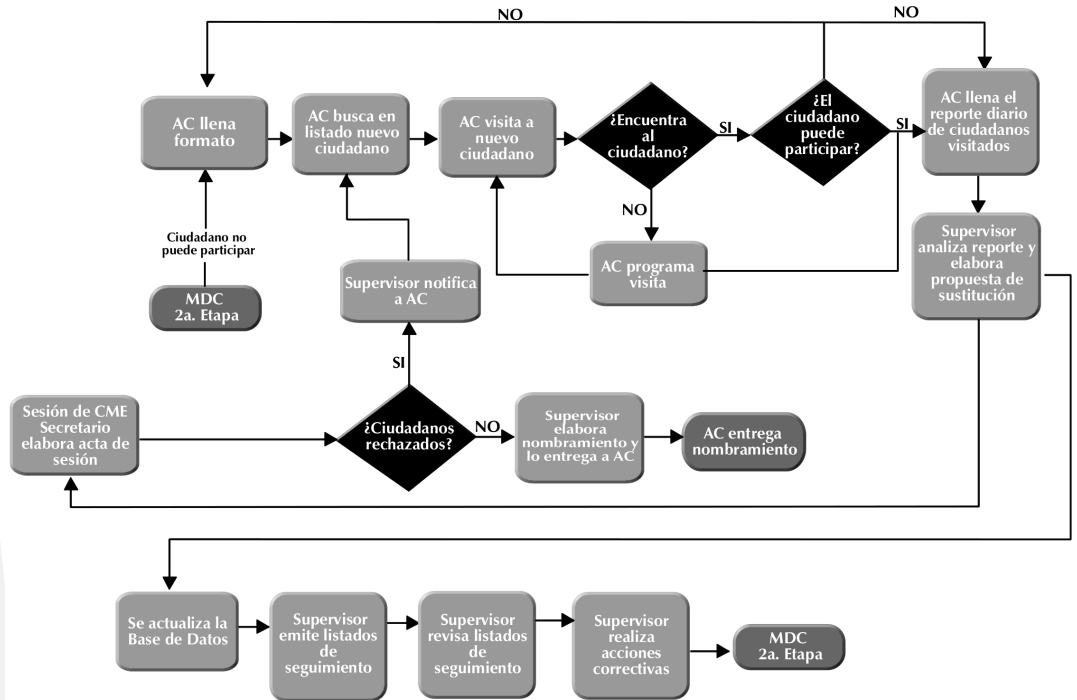 NO
NO
AC llena
formato
AC busca en
listado nuevo
ciudadano
AC visita a
nuevo
ciudadano
¿Encuentra
al
ciudadano?
SI
¿El
ciudadano
puede
participar?
SI
AC llena el
reporte diario
de ciudadanos
visitados
NO
Ciudadano no
puede participar
MDC
2a. Etapa
Supervisor notifica
a AC
AC programa
visita
Supervisor
analiza reporte y
elabora
propuesta de
sustitución
SI
Sesión de CME
Secretario
elabora acta de
sesión
¿Ciudadanos
rechazados?
NO
Supervisor
elabora
nombramiento y
lo entrega a AC
AC entrega
nombramiento
Se actualiza la
Base de Datos
Supervisor
emite listados
de
seguimiento
Supervisor
revisa listados
de
seguimiento
Supervisor
realiza
acciones
correctivas
MDC
2a. Etapa